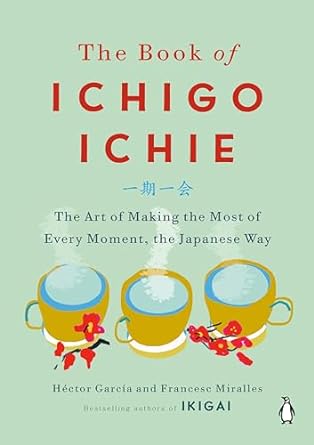 The Book of
ICHIGO
ICHIE
一期一会
The Art of Making the Most of
Every Moment, the Japanese Way
Héctor García and Francesc Miralles
Bestselling authors of IKIGAI